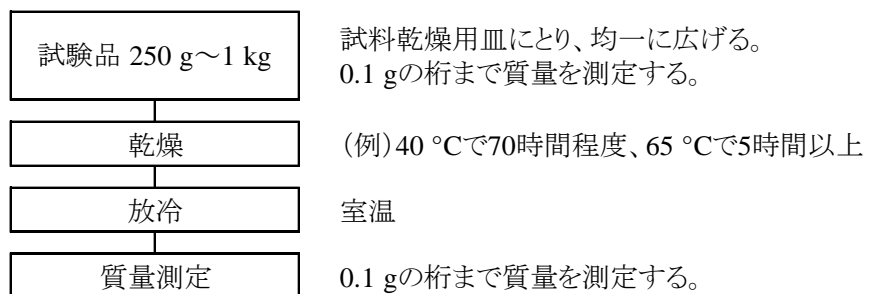 試験品 250 g～1 kg
試料乾燥用皿にとり、均一に広げる。
0.1 gの桁まで質量を測定する。
乾燥
（例）40 °Cで70時間程度、65 °Cで5時間以上
放冷
室温
質量測定
0.1 gの桁まで質量を測定する。